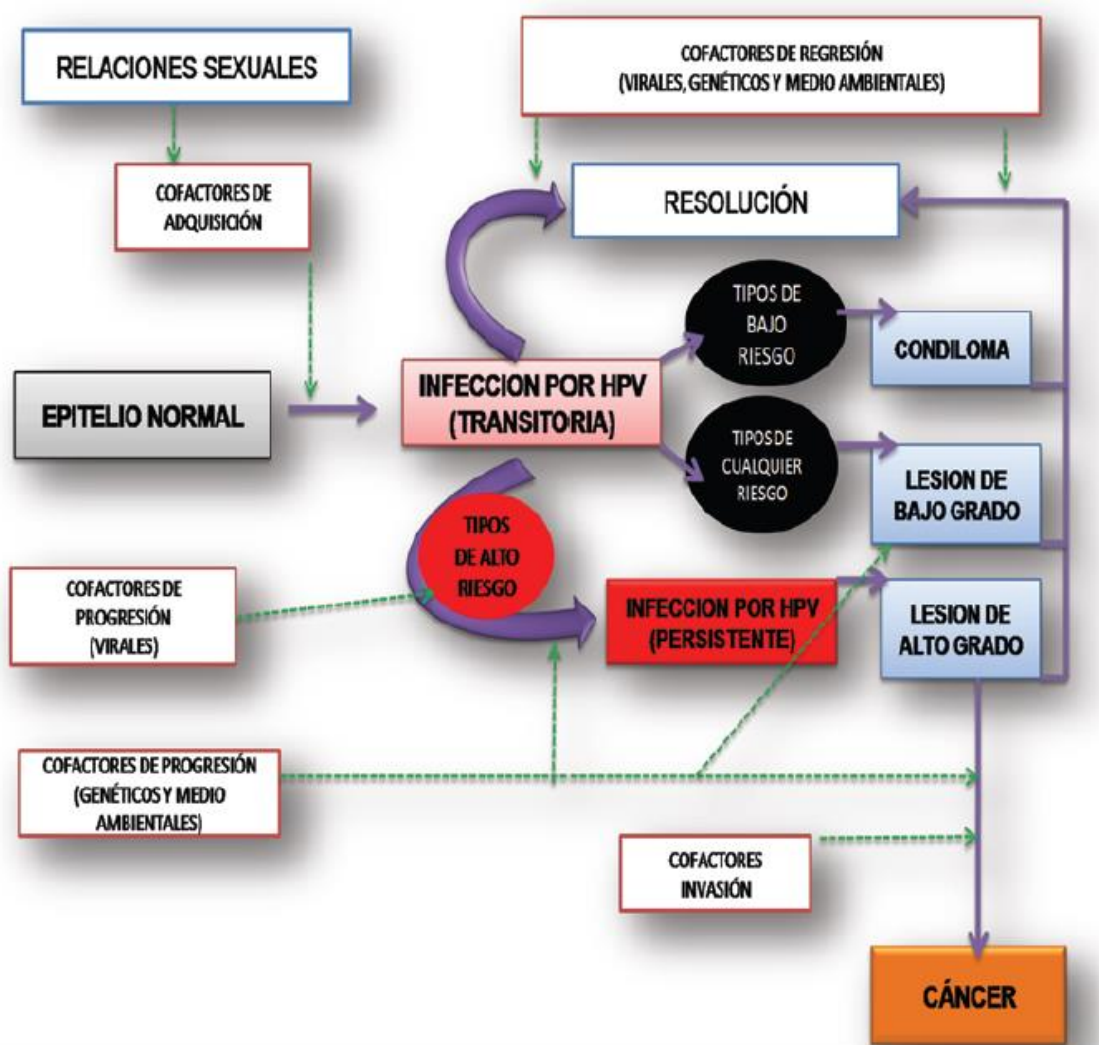 RELACIONES SEXUALES
COFACTORES DE REGRESIÓN
(VIRALES, GENÉTICOS Y MEDIO AMBIENTALES)
COFACTORES DE
ADQUISICIÓN
RESOLUCIÓN
TIPOS DE
BAJO
RIESGO
CONDILOMA
EPITELIO NORMAL
INFECCION POR HPV
(TRANSITORIA)
TIPOS DE
CUALQUIER
RIESGO
LESION DE
BAJO GRADO
TIPOS
DE ALTO
RIESGO
COFACTORES DE
PROGRESIÓN
(VIRALES)
INFECCION POR HPV
(PERSISTENTE)
LESION DE
ALTO GRADO
COFACTORES DE PROGRESIÓN
(GENÉTICOS Y MEDIO
AMBIENTALES)
COFACTORES
INVASIÓN
CÁNCER